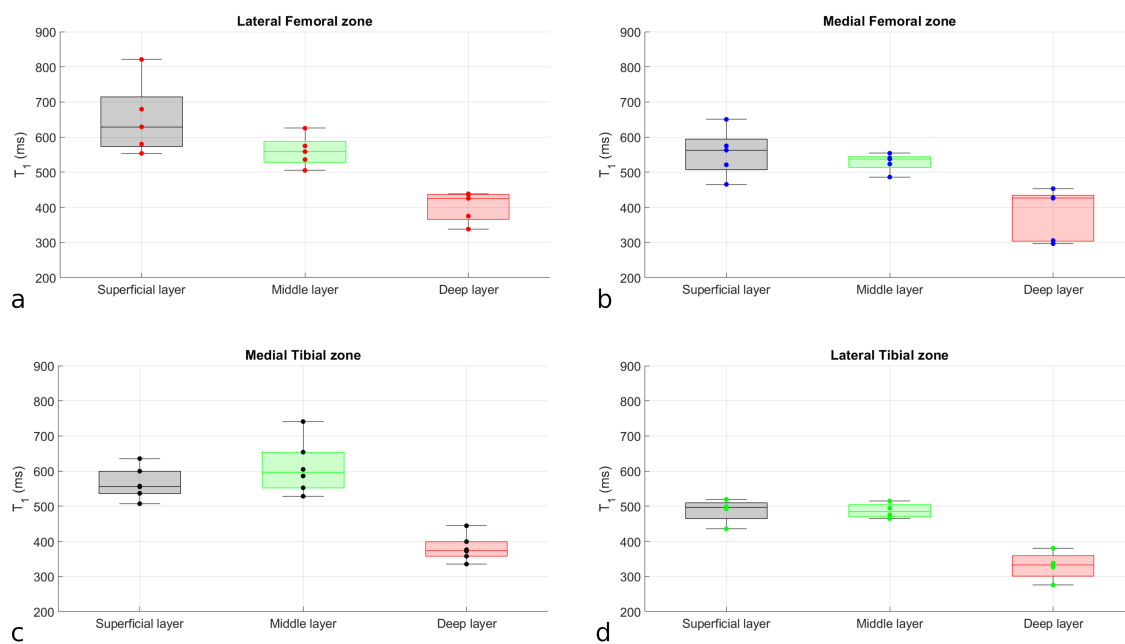 Lateral Femoral zone
900
800
700
600
500
400
300
200
T1 (ms)
Superficial layer
Middle layer
Deep layer
a
Medial Femoral zone
900
800
700
600
500
400
300
200
T1 (ms)
Superficial layer
Middle layer
Deep layer
b
Medial Tibial zone
900
800
700
600
500
400
300
200
T1 (ms)
Superficial layer
Middle layer
Deep layer
c
Lateral Tibial zone
900
800
700
600
500
400
300
200
T1 (ms)
Superficial layer
Middle layer
Deep layer
d